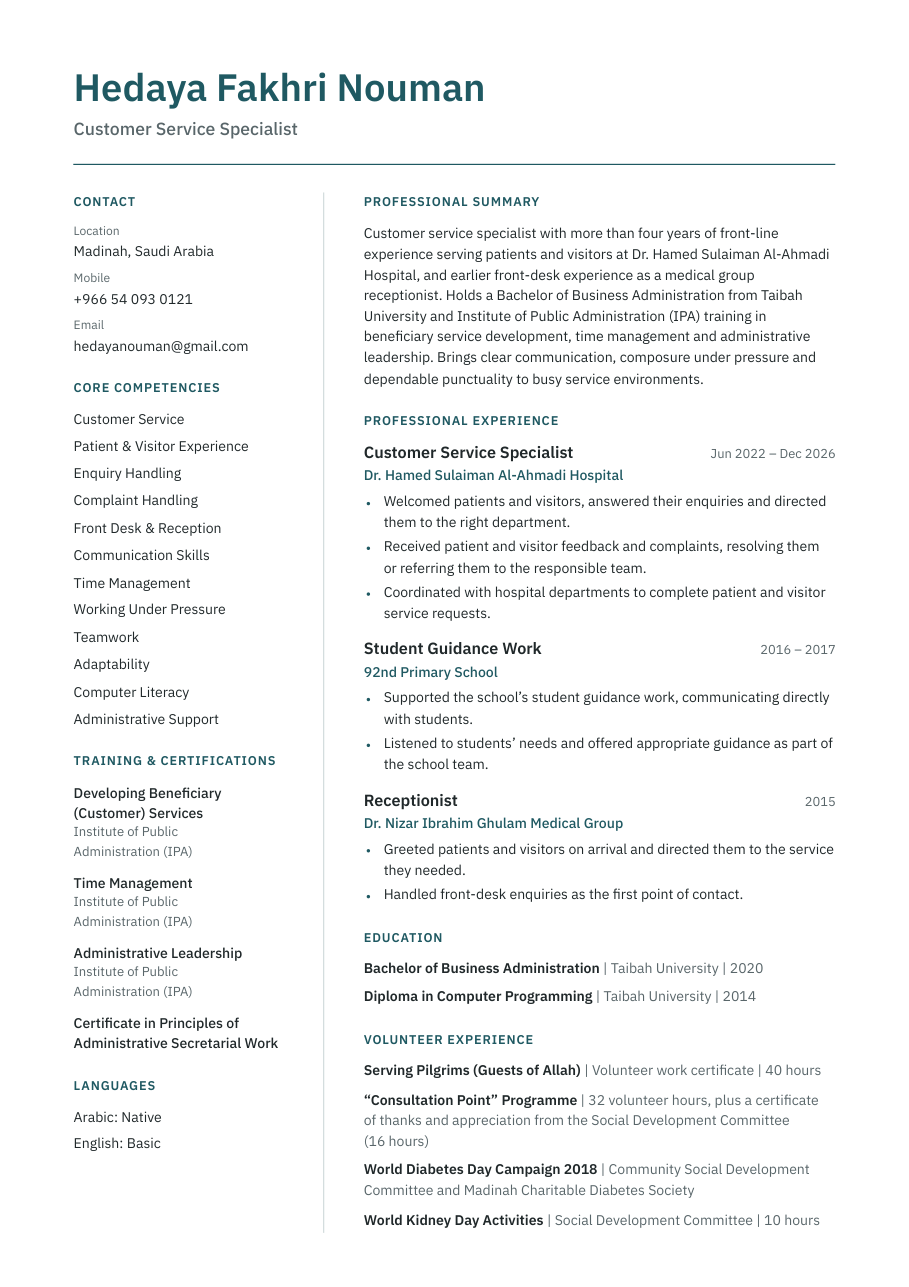 Hedaya Fakhri Nouman
Customer Service Specialist
CONTACT
Location
Madinah, Saudi Arabia
Mobile
+966 54 093 0121
Email
hedayanouman@gmail.com
CORE COMPETENCIES
Customer Service
Patient & Visitor Experience
Enquiry Handling
Complaint Handling
Front Desk & Reception
Communication Skills
Time Management
Working Under Pressure
Teamwork
Adaptability
Computer Literacy
Administrative Support
TRAINING & CERTIFICATIONS
Developing Beneficiary
(Customer) Services
Institute of Public
Administration (IPA)
Time Management
Institute of Public
Administration (IPA)
Administrative Leadership
Institute of Public
Administration (IPA)
Certificate in Principles of
Administrative Secretarial Work
LANGUAGES
Arabic: Native
English: Basic
PROFESSIONAL SUMMARY
Customer service specialist with more than four years of front-line
experience serving patients and visitors at Dr. Hamed Sulaiman Al-Ahmadi
Hospital, and earlier front-desk experience as a medical group
receptionist. Holds a Bachelor of Business Administration from Taibah
University and Institute of Public Administration (IPA) training in
beneficiary service development, time management and administrative
leadership. Brings clear communication, composure under pressure and
dependable punctuality to busy service environments.
PROFESSIONAL EXPERIENCE
Customer Service Specialist Jun 2022 – Dec 2026
Dr. Hamed Sulaiman Al-Ahmadi Hospital
• Welcomed patients and visitors, answered their enquiries and directed
them to the right department.
• Received patient and visitor feedback and complaints, resolving them
or referring them to the responsible team.
• Coordinated with hospital departments to complete patient and visitor
service requests.
Student Guidance Work 2016 – 2017
92nd Primary School
• Supported the school’s student guidance work, communicating directly
with students.
• Listened to students’ needs and offered appropriate guidance as part of
the school team.
Receptionist 2015
Dr. Nizar Ibrahim Ghulam Medical Group
• Greeted patients and visitors on arrival and directed them to the service
they needed.
• Handled front-desk enquiries as the first point of contact.
EDUCATION
Bachelor of Business Administration | Taibah University | 2020
Diploma in Computer Programming | Taibah University | 2014
VOLUNTEER EXPERIENCE
Serving Pilgrims (Guests of Allah) | Volunteer work certificate | 40 hours
“Consultation Point” Programme | 32 volunteer hours, plus a certificate
of thanks and appreciation from the Social Development Committee
(16 hours)
World Diabetes Day Campaign 2018 | Community Social Development
Committee and Madinah Charitable Diabetes Society
World Kidney Day Activities | Social Development Committee | 10 hours